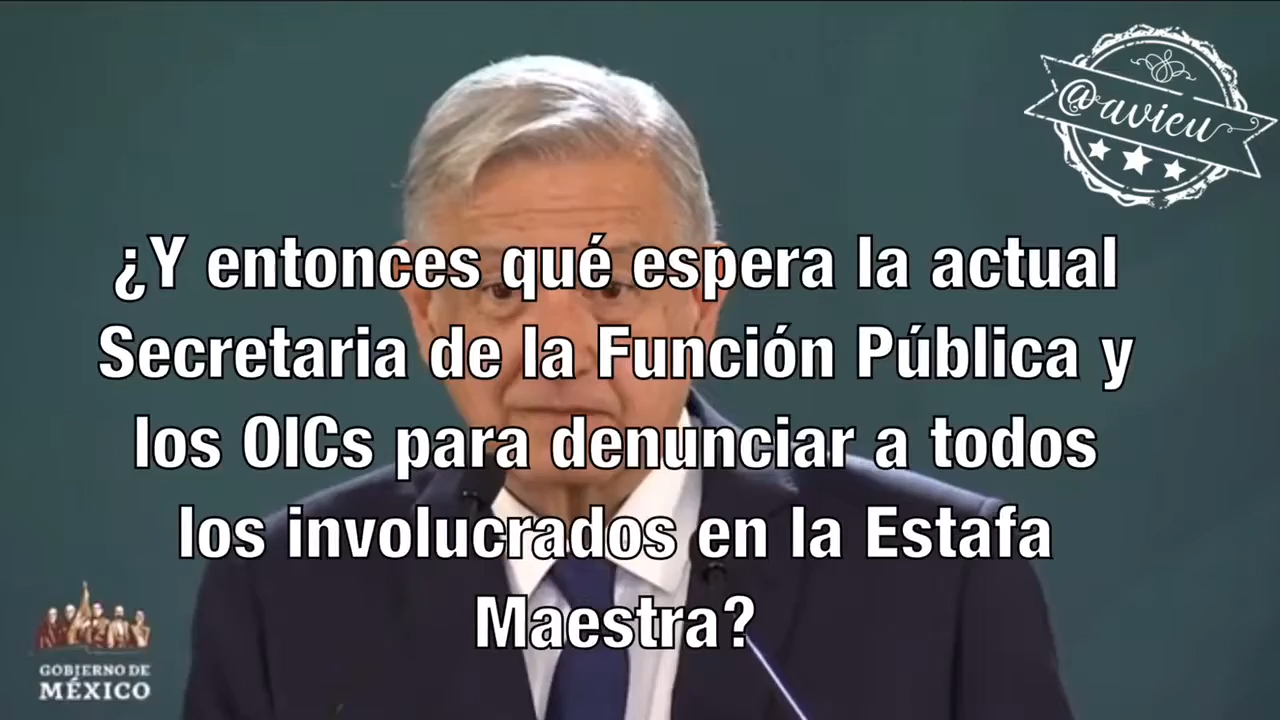 @avicu
¿Y entonces qué espera la actual
Secretaria de la Función Pública y
los OICs para denunciar a todos
los involucrados en la Estafa
Maestra?
GOBIERNO DE
MÉXICO